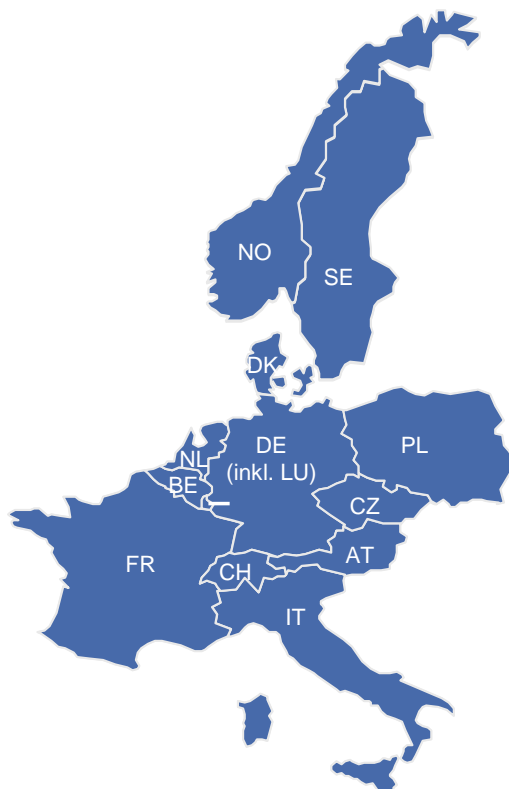 NO
SE
DK
NL
DE
(inkl. LU)
PL
BE
CZ
FR
CH
AT
IT